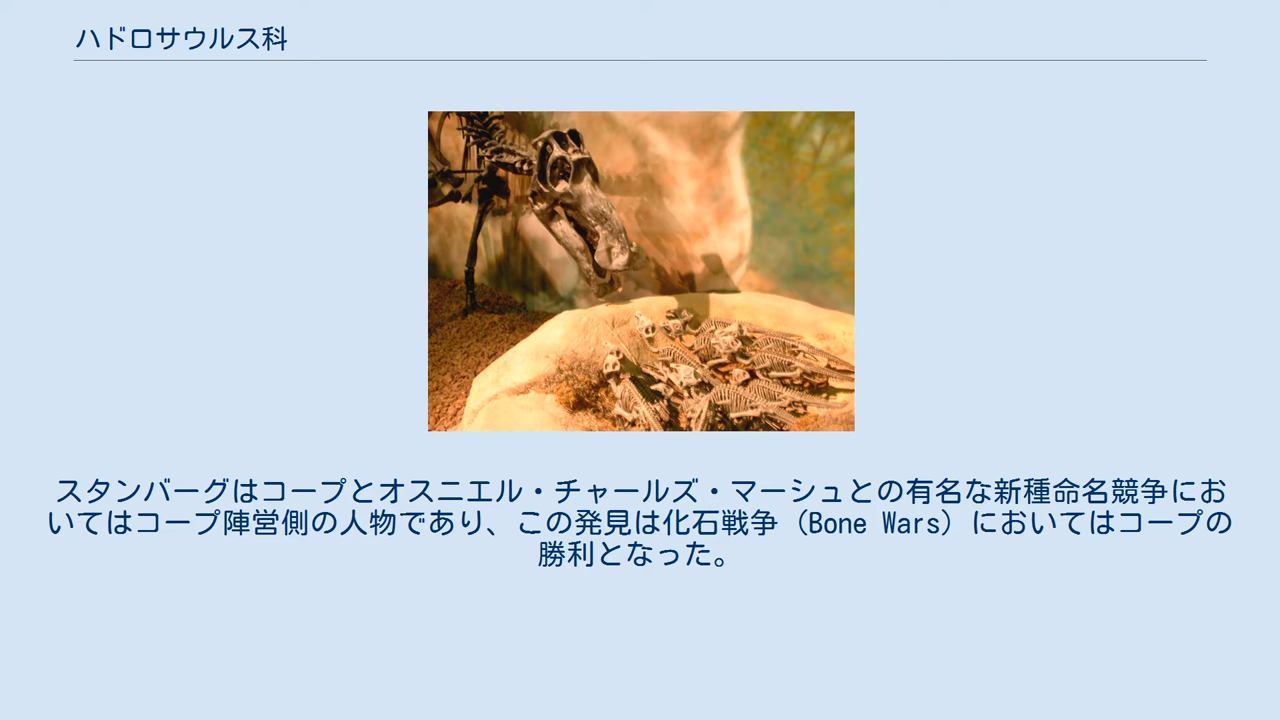 ハドロサウルス科
スタンバーグはコープとオスニエル・チャールズ・マーシュとの有名な新種命名競争にお
いてはコープ陣営側の人物であり、この発見は化石戦争（Bone Wars）においてはコープの
勝利となった。